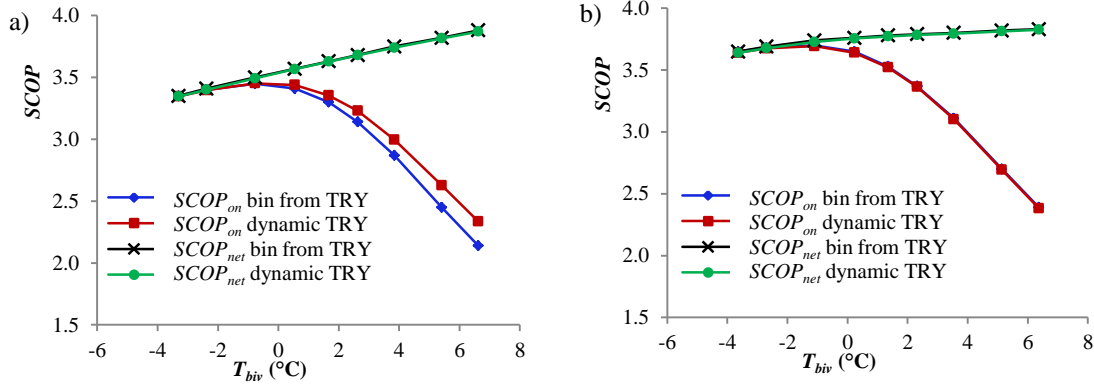 a)
4.0
3.5
3.0
2.5
2.0
1.5
SCOP
SCOP_on bin from TRY
SCOP_on dynamic TRY
SCOP_net bin from TRY
SCOP_net dynamic TRY
-6 -4 -2 0 2 4 6 8
T_biv (°C)
b)
4.0
3.5
3.0
2.5
2.0
1.5
SCOP
SCOP_on bin from TRY
SCOP_on dynamic TRY
SCOP_net bin from TRY
SCOP_net dynamic TRY
-6 -4 -2 0 2 4 6 8
T_biv (°C)